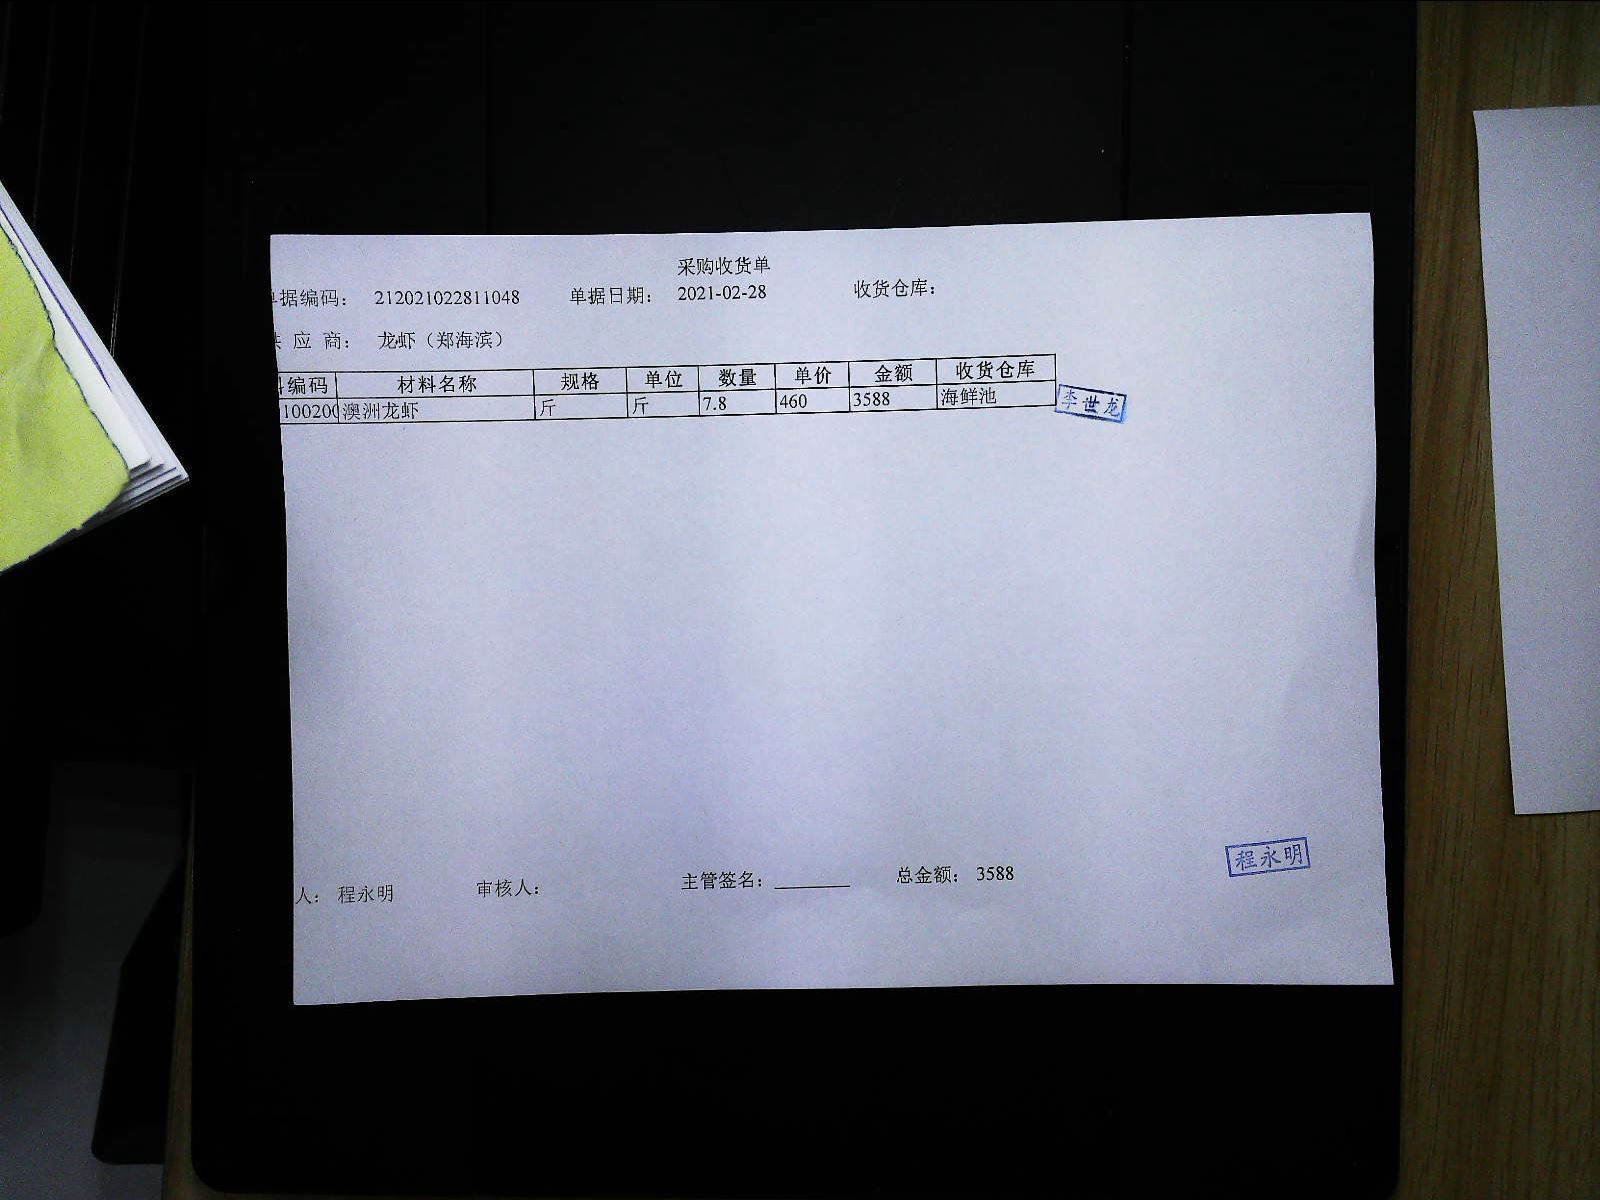 采购收货单
据编码： 212021022811048 单据日期： 2021-02-28 收货仓库：
应 商： 龙虾（郑海滨）
编码 材料名称 规格 单位 数量 单价 金额 收货仓库
100200 澳洲龙虾 斤 斤 7.8 460 3588 海鲜池
李世龙
程永明
人： 程永明 审核人： 主管签名： 总金额： 3588